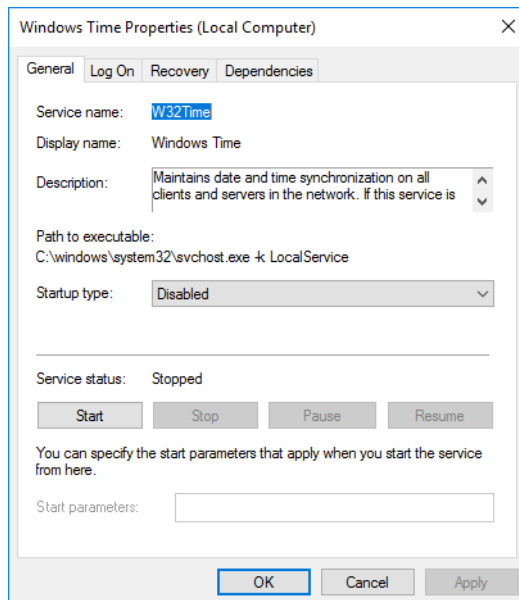 Windows Time Properties (Local Computer)
General Log On Recovery Dependencies
Service name: W32Time
Display name: Windows Time
Description: Maintains date and time synchronization on all
clients and servers in the network. If this service is
Path to executable:
C:\windows\system32\svchost.exe -k LocalService
Startup type: Disabled
Service status: Stopped
Start Stop Pause Resume
You can specify the start parameters that apply when you start the service
from here.
Start parameters:
OK Cancel Apply